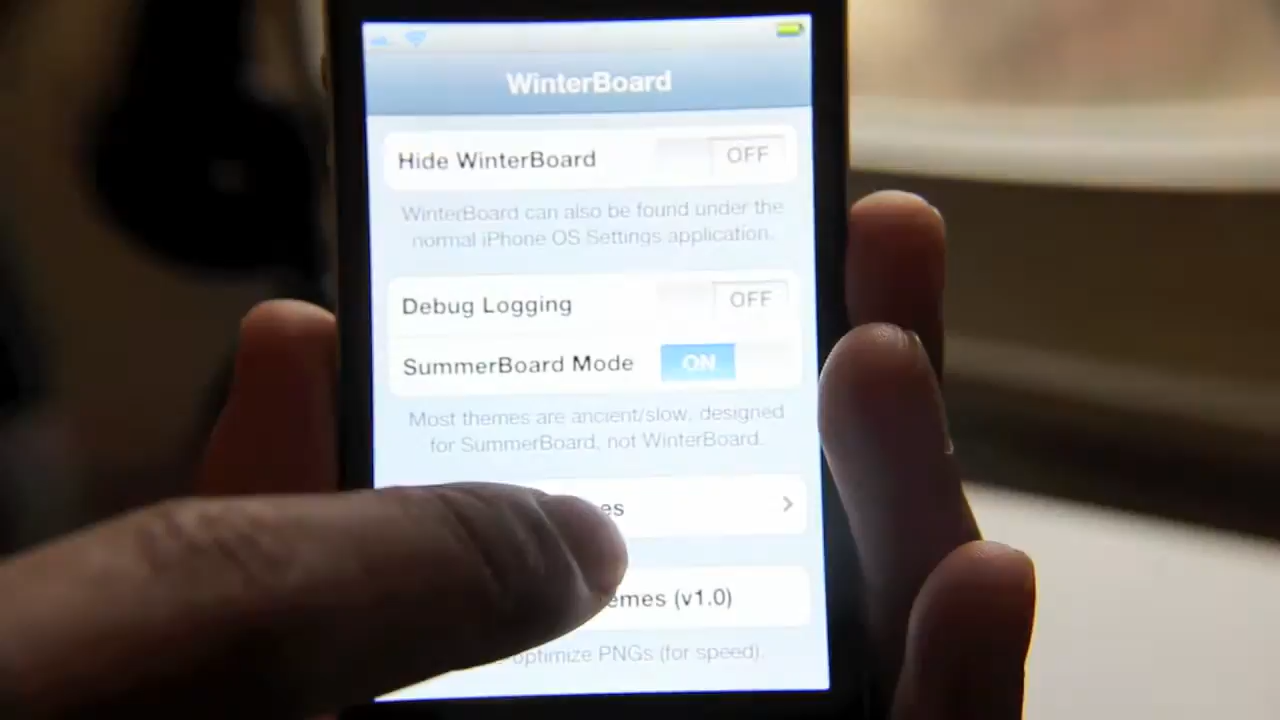 WinterBoard
Hide WinterBoard OFF
WinterBoard can also be found under the
normal iPhone OS Settings application.
Debug Logging OFF
SummerBoard Mode ON
Most themes are ancient/slow, designed
for SummerBoard, not WinterBoard.
es
emes (v1.0)
optimize PNGs (for speed).